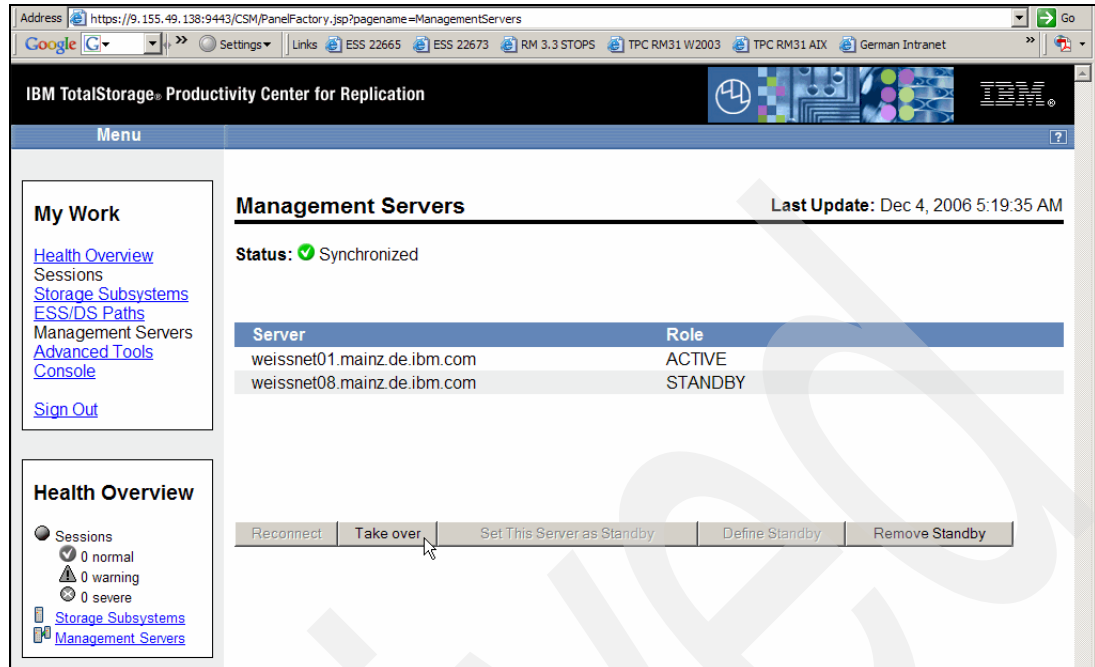 Address https://9.155.49.138:9443/CSM/PanelFactory.jsp?pagename=ManagementServers Go
Google G Settings Links ESS 22665 ESS 22673 RM 3.3 STOPS TPC RM31 W2003 TPC RM31 AIX German Intranet
IBM TotalStorage® Productivity Center for Replication IBM®
Menu ?
My Work
Health Overview
Sessions
Storage Subsystems
ESS/DS Paths
Management Servers
Advanced Tools
Console
Sign Out
Health Overview
Sessions
0 normal
0 warning
0 severe
Storage Subsystems
Management Servers
Management Servers Last Update: Dec 4, 2006 5:19:35 AM
Status: Synchronized
Server Role
weissnet01.mainz.de.ibm.com ACTIVE
weissnet08.mainz.de.ibm.com STANDBY
Reconnect Take over Set This Server as Standby Define Standby Remove Standby